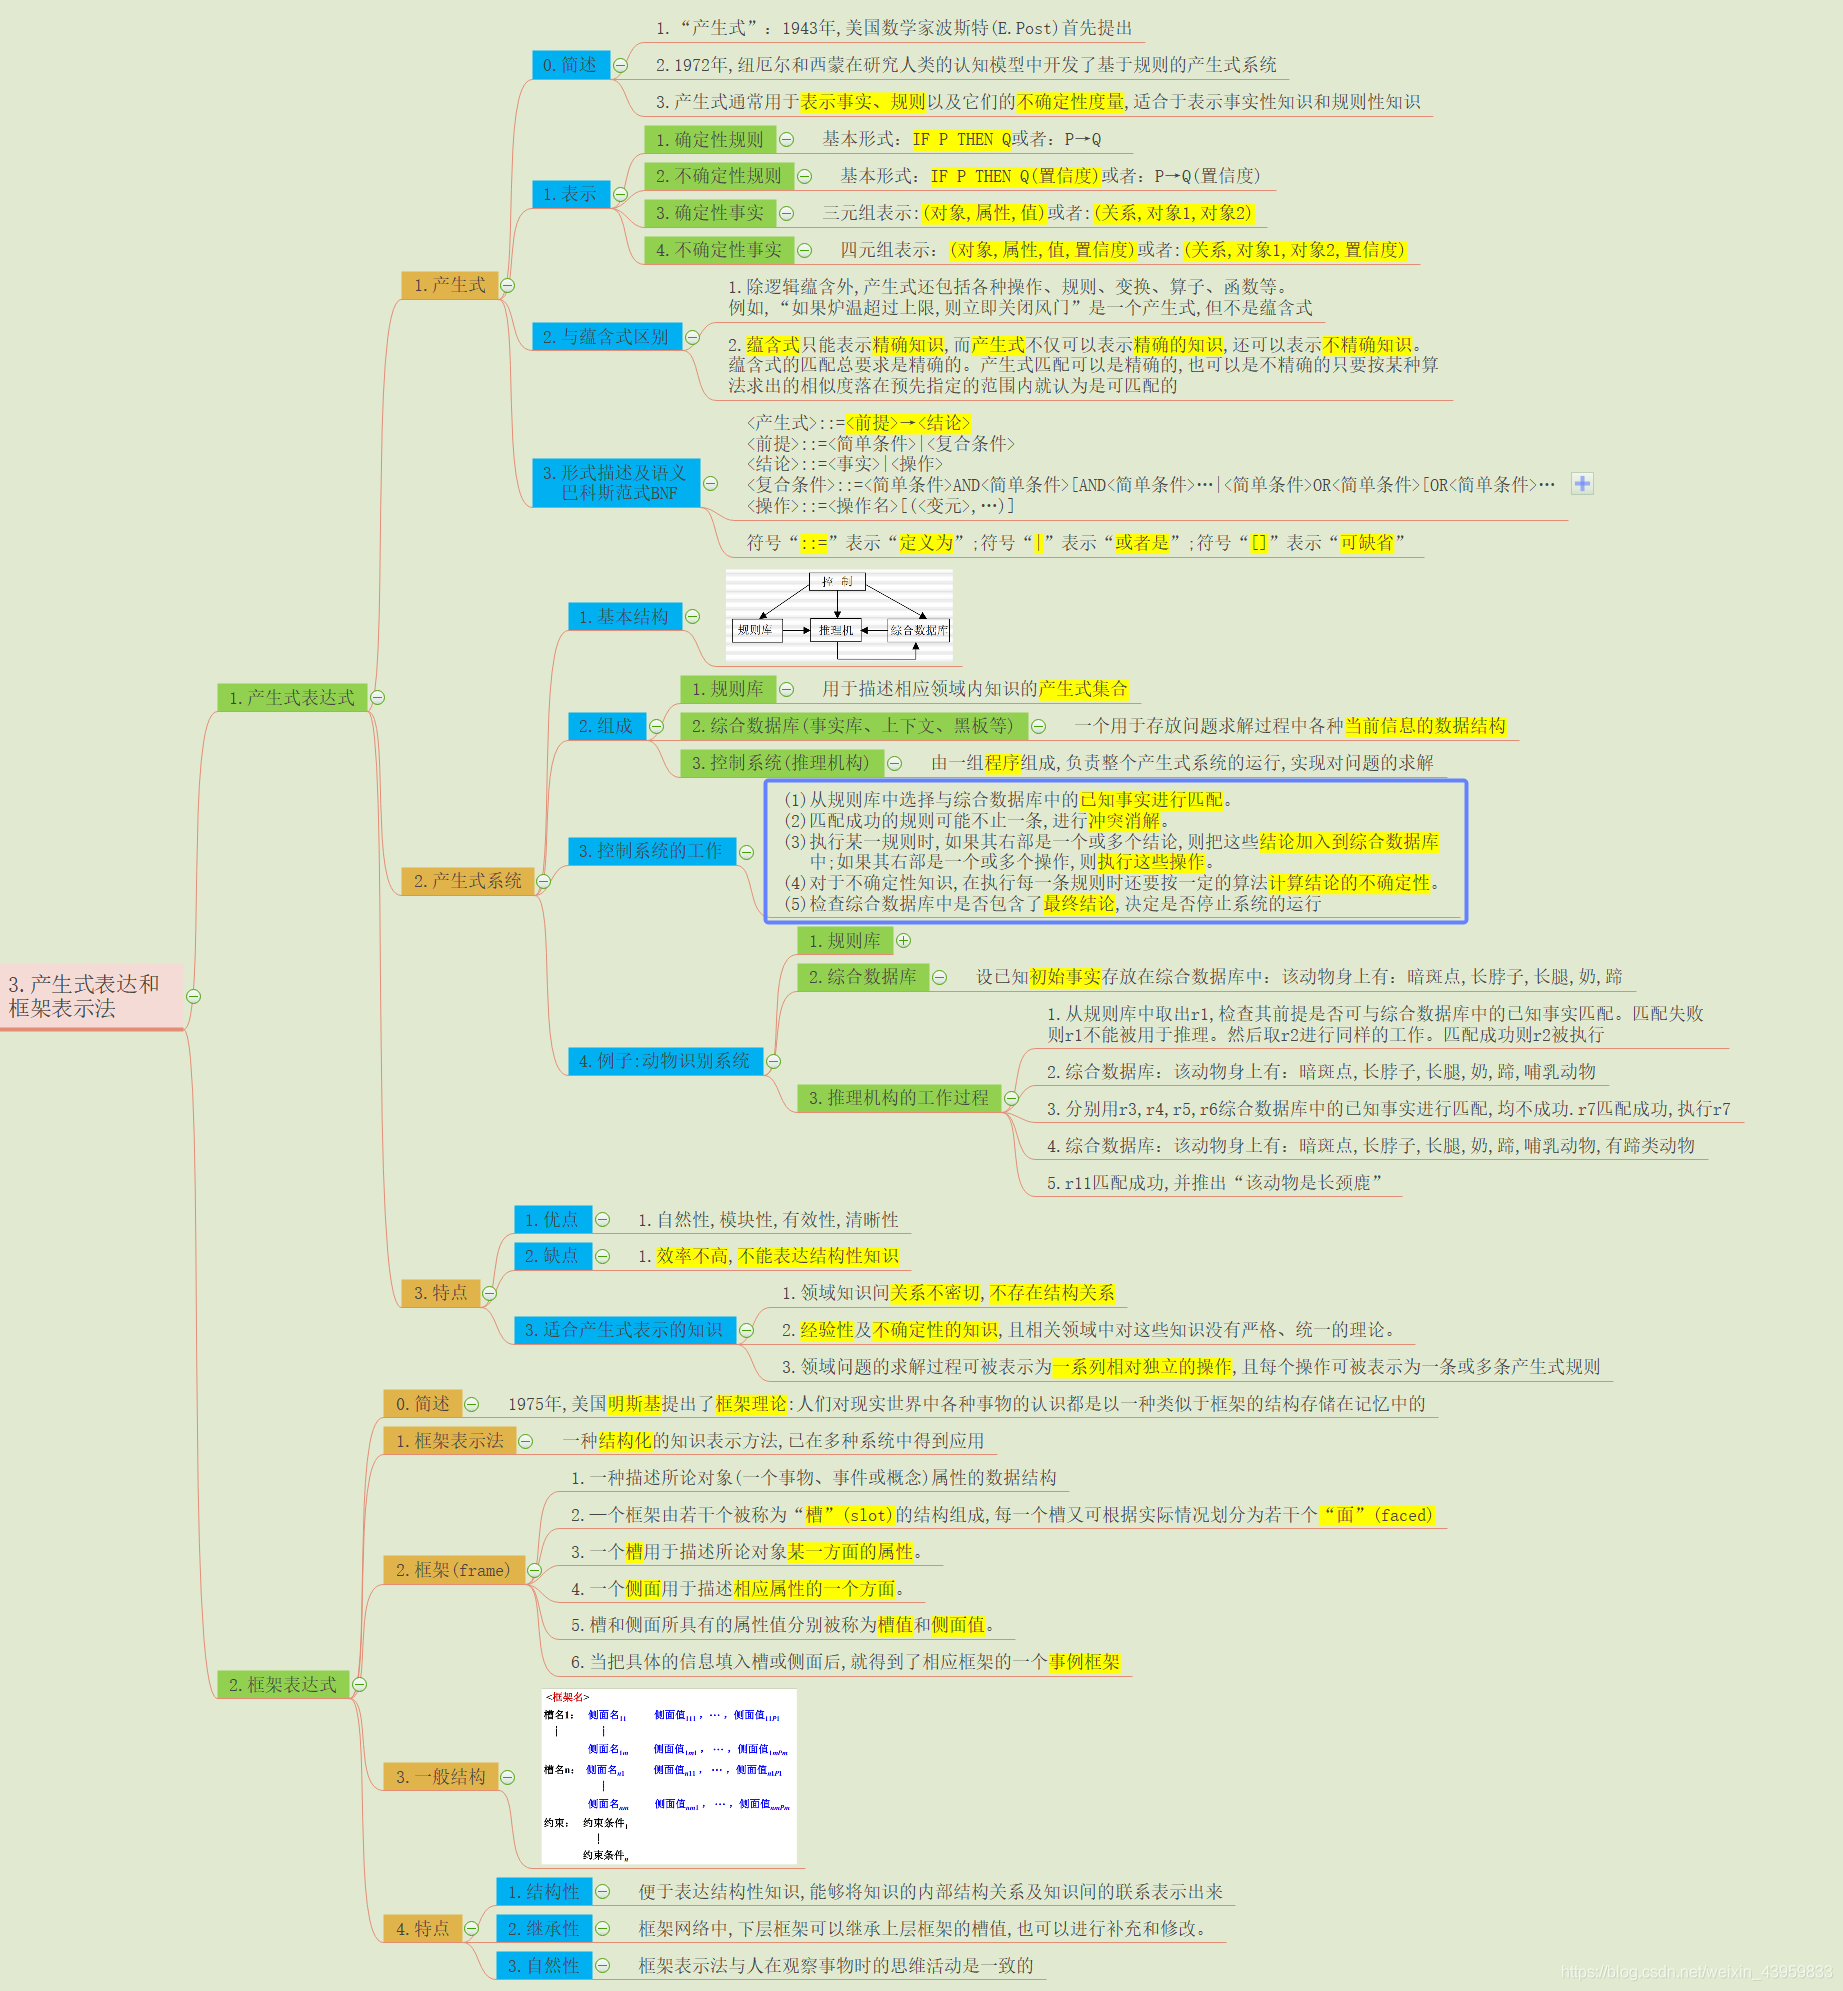 3.产生式表达和
框架表示法
1.产生式表达式
1.产生式
0.简述
1.“产生式”: 1943年,美国数学家波斯特(E.Post)首先提出
2.1972年,纽厄尔和西蒙在研究人类的认知模型中开发了基于规则的产生式系统
3.产生式通常用于表示事实、规则以及它们的不确定性度量,适合于表示事实性知识和规则性知识
1.表示
1.确定性规则
基本形式: IF P THEN Q或者: P→Q
2.不确定性规则
基本形式: IF P THEN Q(置信度)或者: P→Q(置信度)
3.确定性事实
三元组表示:(对象,属性,值)或者:(关系,对象1,对象2)
4.不确定性事实
四元组表示: (对象,属性,值,置信度)或者:(关系,对象1,对象2,置信度)
2.与蕴含式区别
1.除逻辑蕴含外,产生式还包括各种操作、规则、变换、算子、函数等。
例如,“如果炉温超过上限,则立即关闭风门”是一个产生式,但不是蕴含式
2.蕴含式只能表示精确知识,而产生式不仅可以表示精确的知识,还可以表示不精确知识。
蕴含式的匹配总要求是精确的。产生式匹配可以是精确的,也可以是不精确的只要按某种算
法求出的相似度落在预先指定的范围内就认为是可匹配的
3.形式描述及语义
巴科斯范式BNF
<产生式>::=<前提>→<结论>
<前提>::=<简单条件>|<复合条件>
<结论>::=<事实>|<操作>
<复合条件>::=<简单条件>AND<简单条件>[AND<简单条件>…|<简单条件>OR<简单条件>[OR<简单条件>…
<操作>::=<操作名>[(<变元>,…)]
符号“::=”表示“定义为”;符号“|”表示“或者是”;符号“[]”表示“可缺省”
2.产生式系统
1.基本结构
控 制
规则库
推理机
综合数据库
2.组成
1.规则库
用于描述相应领域内知识的产生式集合
2.综合数据库(事实库、上下文、黑板等)
一个用于存放问题求解过程中各种当前信息的数据结构
3.控制系统(推理机构)
由一组程序组成,负责整个产生式系统的运行,实现对问题的求解
3.控制系统的工作
(1)从规则库中选择与综合数据库中的已知事实进行匹配。
(2)匹配成功的规则可能不止一条,进行冲突消解。
(3)执行某一规则时,如果其右部是一个或多个结论,则把这些结论加入到综合数据库
中;如果其右部是一个或多个操作,则执行这些操作。
(4)对于不确定性知识,在执行每一条规则时还要按一定的算法计算结论的不确定性。
(5)检查综合数据库中是否包含了最终结论,决定是否停止系统的运行
4.例子:动物识别系统
1.规则库
2.综合数据库
设已知初始事实存放在综合数据库中: 该动物身上有: 暗斑点,长脖子,长腿,奶,蹄
3.推理机构的工作过程
1.从规则库中取出r1,检查其前提是否可与综合数据库中的已知事实匹配。匹配失败
则r1不能被用于推理。然后取r2进行同样的工作。匹配成功则r2被执行
2.综合数据库: 该动物身上有: 暗斑点,长脖子,长腿,奶,蹄,哺乳动物
3.分别用r3,r4,r5,r6综合数据库中的已知事实进行匹配,均不成功.r7匹配成功,执行r7
4.综合数据库: 该动物身上有: 暗斑点,长脖子,长腿,奶,蹄,哺乳动物,有蹄类动物
5.r11匹配成功,并推出“该动物是长颈鹿”
3.特点
1.优点
1.自然性,模块性,有效性,清晰性
2.缺点
1.效率不高,不能表达结构性知识
3.适合产生式表示的知识
1.领域知识间关系不密切,不存在结构关系
2.经验性及不确定性的知识,且相关领域中对这些知识没有严格、统一的理论。
3.领域问题的求解过程可被表示为一系列相对独立的操作,且每个操作可被表示为一条或多条产生式规则
2.框架表达式
0.简述
1975年,美国明斯基提出了框架理论:人们对现实世界中各种事物的认识都是以一种类似于框架的结构存储在记忆中的
1.框架表示法
一种结构化的知识表示方法,已在多种系统中得到应用
2.框架(frame)
1.一种描述所论对象(一个事物、事件或概念)属性的数据结构
2.一个框架由若干个被称为“槽”(slot)的结构组成,每一个槽又可根据实际情况划分为若干个“面”(faced)
3.一个槽用于描述所论对象某一方面的属性。
4.一个侧面用于描述相应属性的一个方面。
5.槽和侧面所具有的属性值分别被称为槽值和侧面值。
6.当把具体的信息填入槽或侧面后,就得到了相应框架的一个事例框架
3.一般结构
<框架名>
槽名1: 侧面名11 侧面值111, …, 侧面值11P1
侧面名1m 侧面值1m1, …, 侧面值1mPm
槽名n: 侧面名n1 侧面值n11, …, 侧面值n1P1
侧面名nm 侧面值nm1, …, 侧面值nmPm
约束: 约束条件1
约束条件n
4.特点
1.结构性
便于表达结构性知识,能够将知识的内部结构关系及知识间的联系表示出来
2.继承性
框架网络中,下层框架可以继承上层框架的槽值,也可以进行补充和修改。
3.自然性
框架表示法与人在观察事物时的思维活动是一致的
https://blog.csdn.net/weixin_43959833